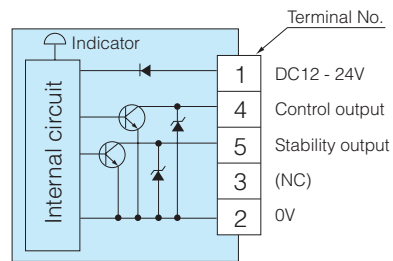 Terminal No.
Indicator
Internal circuit
1 DC12 - 24V
4 Control output
5 Stability output
3 (NC)
2 0V